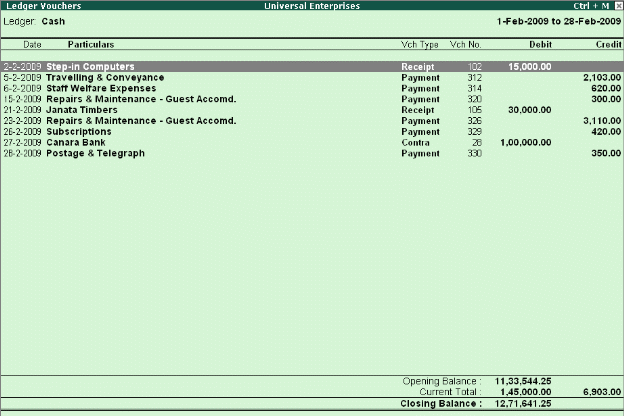 Ledger Vouchers Universal Enterprises Ctrl + M
Ledger: Cash 1-Feb-2009 to 28-Feb-2009
Date Particulars Vch Type Vch No. Debit Credit
2-2-2009 Step-in Computers Receipt 102 15,000.00
5-2-2009 Travelling & Conveyance Payment 312 2,103.00
6-2-2009 Staff Welfare Expenses Payment 314 620.00
15-2-2009 Repairs & Maintenance - Guest Accomd. Payment 320 300.00
21-2-2009 Janata Timbers Receipt 105 30,000.00
23-2-2009 Repairs & Maintenance - Guest Accomd. Payment 326 3,110.00
26-2-2009 Subscriptions Payment 329 420.00
27-2-2009 Canara Bank Contra 28 1,00,000.00
28-2-2009 Postage & Telegraph Payment 330 350.00
Opening Balance : 11,33,544.25
Current Total : 1,45,000.00 6,903.00
Closing Balance : 12,71,641.25